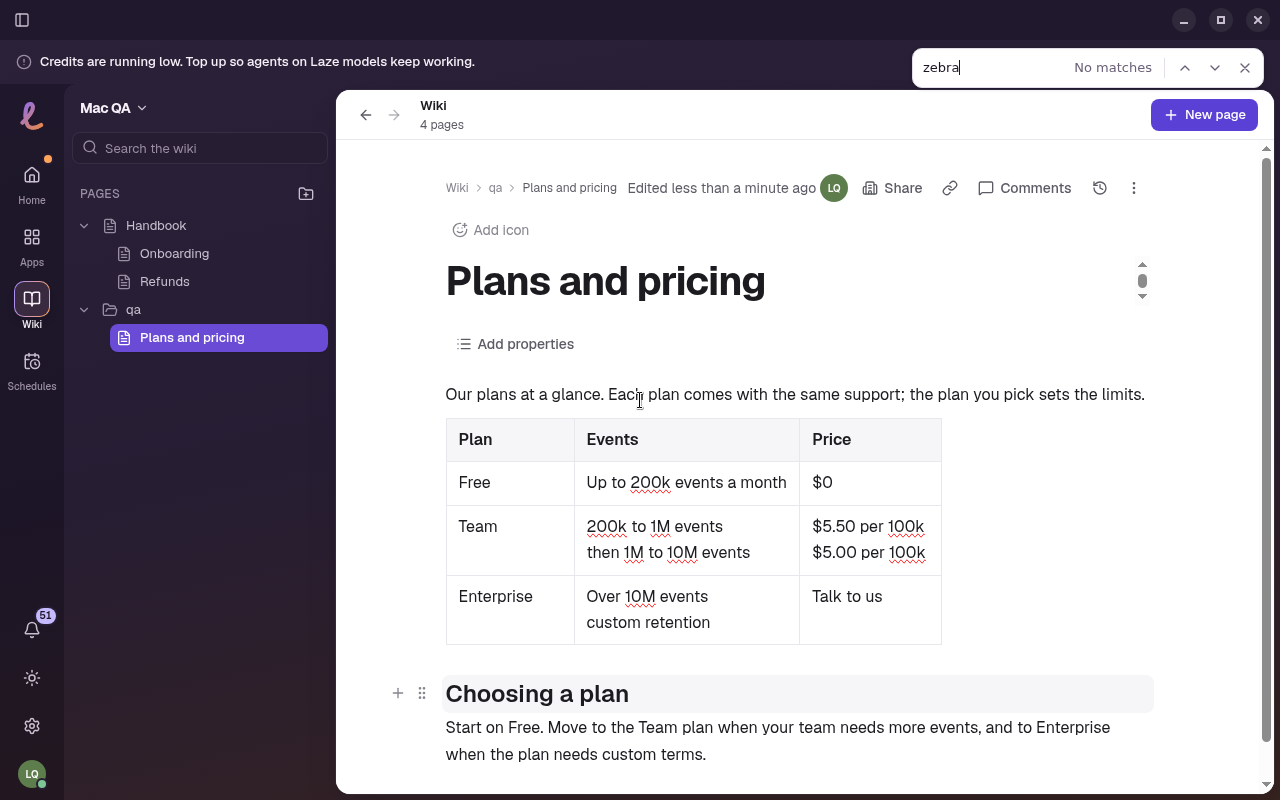 Credits are running low. Top up so agents on Laze models keep working.
zebra
No matches
Mac QA
Wiki
4 pages
New page
Search the wiki
Home
PAGES
Wiki
qa
Plans and pricing
Edited less than a minute ago
LQ
Share
Comments
Handbook
Add icon
Apps
Onboarding
Refunds
Plans and pricing
qa
Wiki
Plans and pricing
Add properties
Schedules
Our plans at a glance. Each plan comes with the same support; the plan you pick sets the limits.
Plan Events Price
Free Up to 200k events a month $0
Team 200k to 1M events $5.50 per 100k
then 1M to 10M events $5.00 per 100k
Enterprise Over 10M events Talk to us
custom retention
51
Choosing a plan
Start on Free. Move to the Team plan when your team needs more events, and to Enterprise
when the plan needs custom terms.
LQ